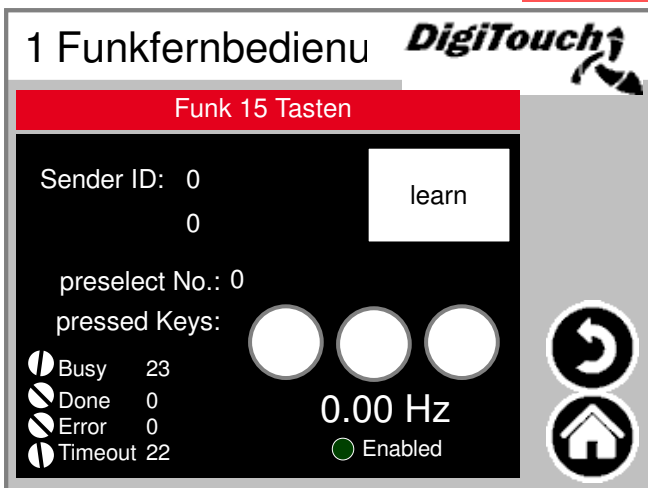 1 Funkfernbedienu
DigiTouch
Funk 15 Tasten
Sender ID: 0
learn
0
preselect No.: 0
pressed Keys:
Busy 23
Done 0
Error 0
Timeout 22
0.00 Hz
Enabled